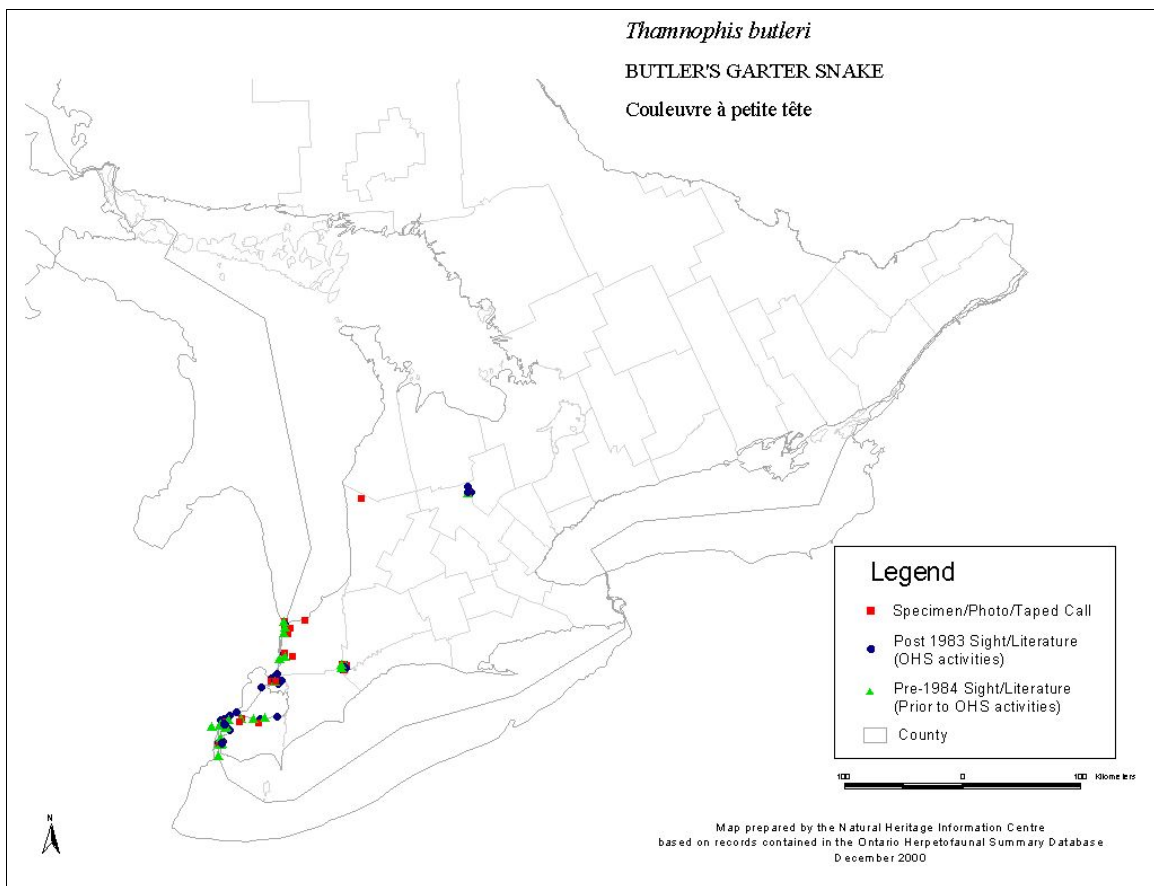 Thamnophis butleri
BUTLER'S GARTER SNAKE
Couleuvre à petite tête
Legend
Specimen/Photo/Taped Call
Post 1983 Sight/Literature
(OHS activities)
Pre-1984 Sight/Literature
(Prior to OHS activities)
County
100 0 100 Kilometers
N
Map prepared by the Natural Heritage Information Centre
based on records contained in the Ontario Herpetofaunal Summary Database
December 2000